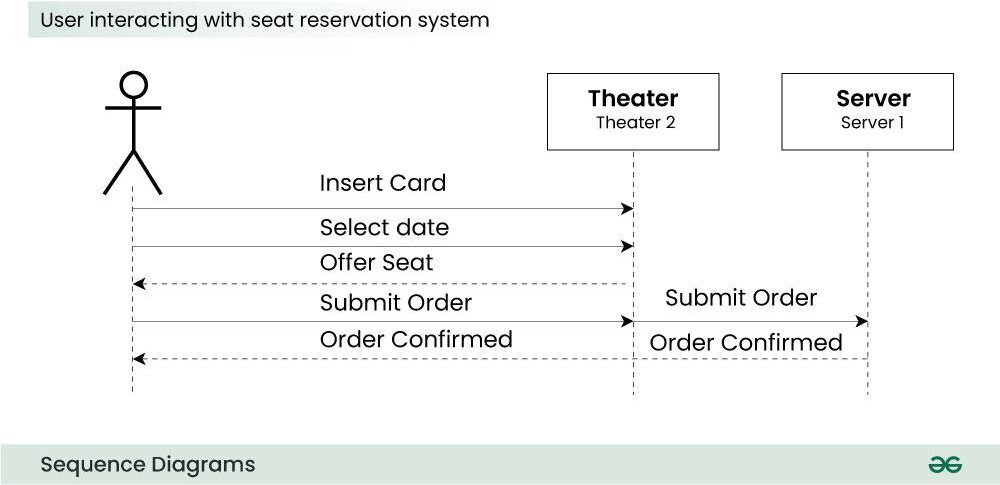 User interacting with seat reservation system
Theater
Theater 2
Server
Server 1
Insert Card
Select date
Offer Seat
Submit Order
Submit Order
Order Confirmed
Order Confirmed
Sequence Diagrams